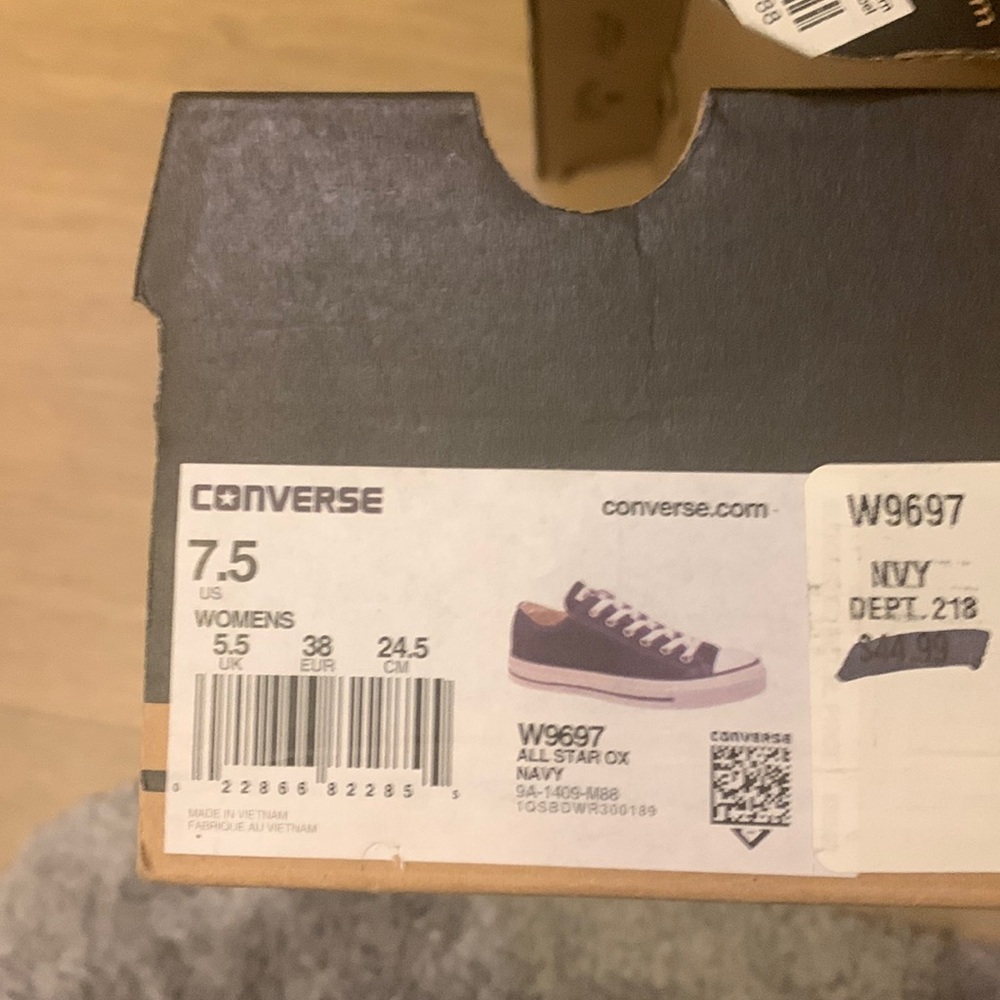 CONVERSE
converse.com
7.5
US
WOMENS
5.5 38 24.5
UK EUR CM
0 22866 82285 5
MADE IN VIETNAM
FABRIQUE AU VIETNAM
W9697
ALL STAR OX
NAVY
9A-1409-M88
1QSBDWR300189
CONVERSE
W9697
NVY
DEPT. 218
$44.99